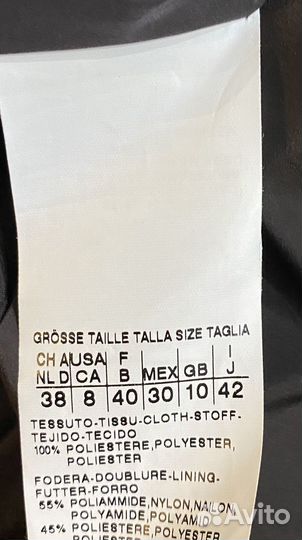 GRÖSSE TAILLE TALLA SIZE TAGLIA
CH A USA F I
NL D CA B MEX GB J
38 8 40 30 10 42
TESSUTO-TISSU-CLOTH-STOFF-
TEJIDO-TECIDO
100% POLIESTERE,POLYESTER,
POLIESTER
FODERA-DOUBLURE-LINING-
FUTTER-FORRO
55% POLIAMMIDE,NYLON,NAILON,
POLYAMIDE,POLYAMID
45% POLIESTERE,POLYESTER
Avito